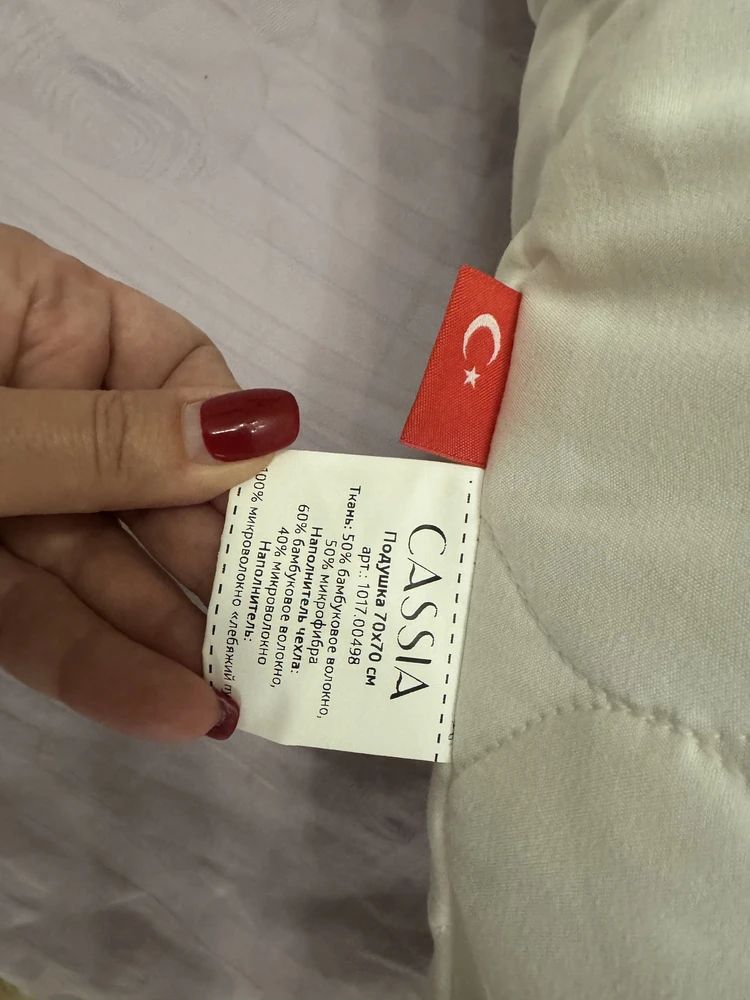 CASSIA
Подушка 70х70 см
арт.: 1017.00498
Ткань: 50% бамбуковое волокно,
50% микрофибра
Наполнитель чехла:
60% бамбуковое волокно,
40% микроволокно
Наполнитель:
100% микроволокно «лебяжий